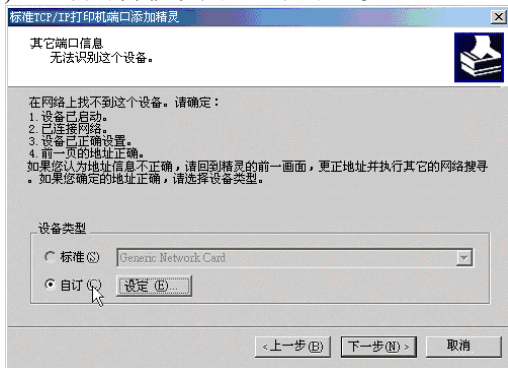 标准TCP/IP打印机端口添加精灵
其它端口信息
无法识别这个设备。
在网络上找不到这个设备。请确定：
1. 设备已启动。
2. 已连接网络。
3. 设备已正确设置。
4. 前一页的地址正确。
如果您认为地址信息不正确，请回到精灵的前一画面，更正地址并执行其它的网络搜寻
。如果您确定的地址正确，请选择设备类型。
设备类型
标准(S) Generic Network Card
自订(C) 设定(E)...
<上一步(B) 下一步(N)> 取消